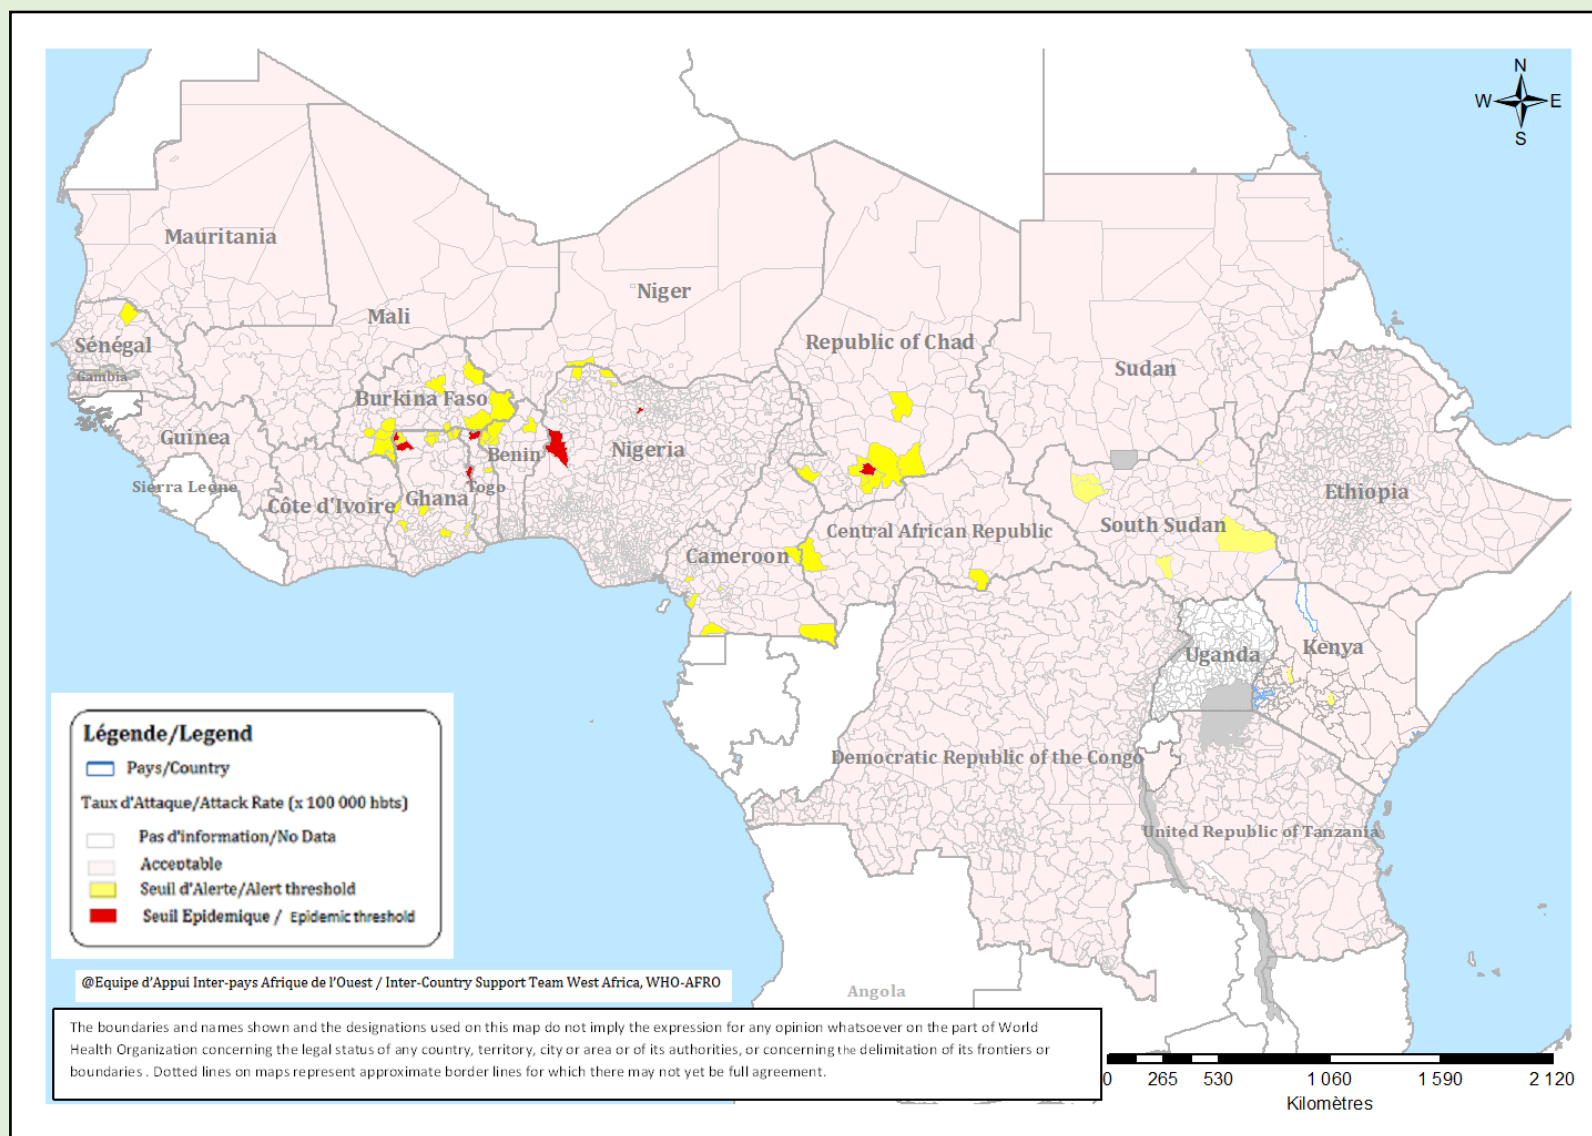 N
W E
S
Mauritania
Mali
Niger
Sénégal
Gambia
Republic of Chad
Sudan
Burkina Faso
Guinea
Benin
Nigeria
Sierra Leone
Côte d'Ivoire
Ghana
Togo
Ethiopia
South Sudan
Central African Republic
Cameroon
Uganda
Kenya
Democratic Republic of the Congo
United Republic of Tanzania
Angola
Légende/Legend
Pays/Country
Taux d'Attaque/Attack Rate (x 100 000 hbts)
Pas d'information/No Data
Acceptable
Seuil d'Alerte/Alert threshold
Seuil Epidemique / Epidemic threshold
@Equipe d'Appui Inter-pays Afrique de l'Ouest / Inter-Country Support Team West Africa, WHO-AFRO
The boundaries and names shown and the designations used on this map do not imply the expression for any opinion whatsoever on the part of World
Health Organization concerning the legal status of any country, territory, city or area or of its authorities, or concerning the delimitation of its frontiers or
boundaries . Dotted lines on maps represent approximate border lines for which there may not yet be full agreement.
0 265 530 1 060 1 590 2 120
Kilomètres